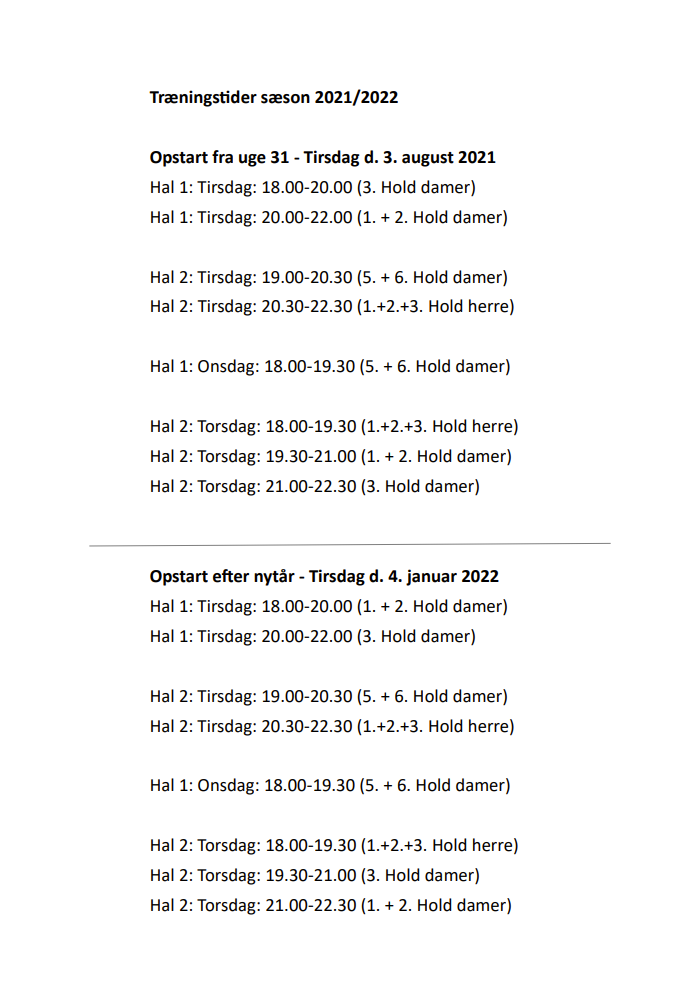 Træningstider sæson 2021/2022
Opstart fra uge 31 - Tirsdag d. 3. august 2021
Hal 1: Tirsdag: 18.00-20.00 (3. Hold damer)
Hal 1: Tirsdag: 20.00-22.00 (1. + 2. Hold damer)
Hal 2: Tirsdag: 19.00-20.30 (5. + 6. Hold damer)
Hal 2: Tirsdag: 20.30-22.30 (1.+2.+3. Hold herre)
Hal 1: Onsdag: 18.00-19.30 (5. + 6. Hold damer)
Hal 2: Torsdag: 18.00-19.30 (1.+2.+3. Hold herre)
Hal 2: Torsdag: 19.30-21.00 (1. + 2. Hold damer)
Hal 2: Torsdag: 21.00-22.30 (3. Hold damer)
Opstart efter nytår - Tirsdag d. 4. januar 2022
Hal 1: Tirsdag: 18.00-20.00 (1. + 2. Hold damer)
Hal 1: Tirsdag: 20.00-22.00 (3. Hold damer)
Hal 2: Tirsdag: 19.00-20.30 (5. + 6. Hold damer)
Hal 2: Tirsdag: 20.30-22.30 (1.+2.+3. Hold herre)
Hal 1: Onsdag: 18.00-19.30 (5. + 6. Hold damer)
Hal 2: Torsdag: 18.00-19.30 (1.+2.+3. Hold herre)
Hal 2: Torsdag: 19.30-21.00 (3. Hold damer)
Hal 2: Torsdag: 21.00-22.30 (1. + 2. Hold damer)